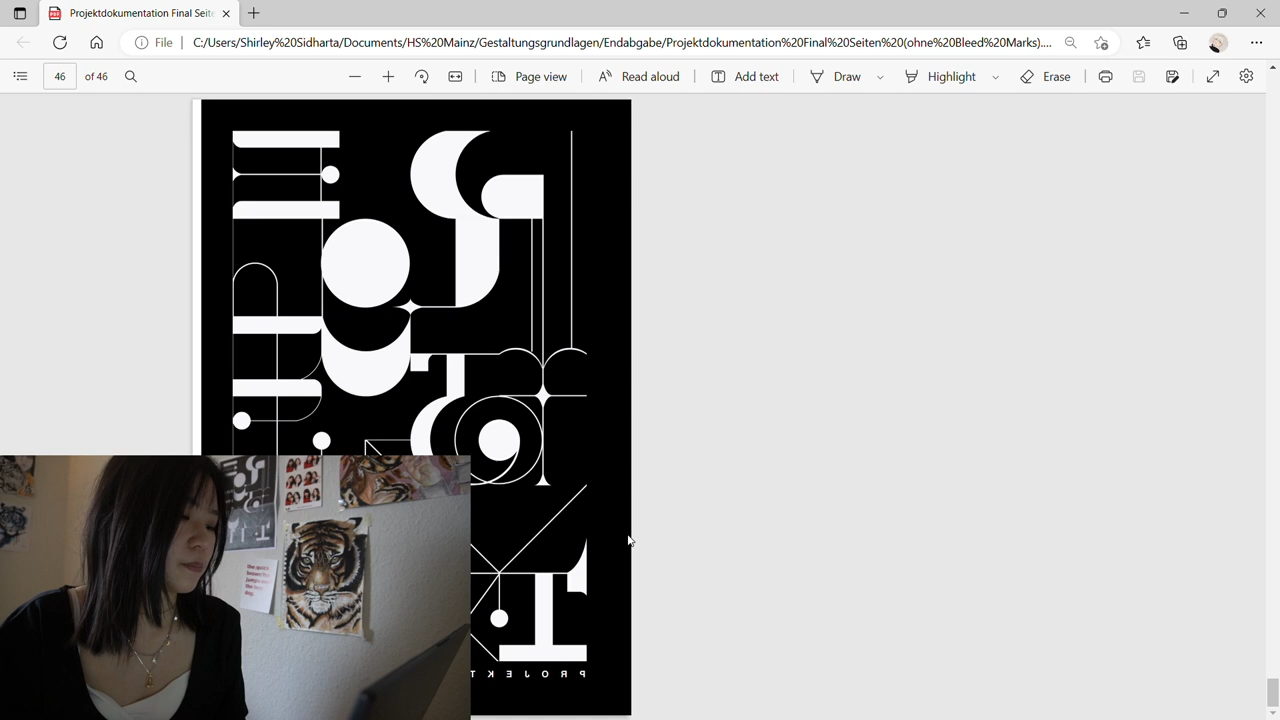 Projektdokumentation Final Seite
File
C:/Users/Shirley%20Sidharta/Documents/HS%20Mainz/Gestaltungsgrundlagen/Endabgabe/Projektdokumentation%20Final%20Seiten%20(ohne%20Bleed%20Marks)....
46 of 46
Page view
Read aloud
Add text
Draw
Highlight
Erase
PROJEKT